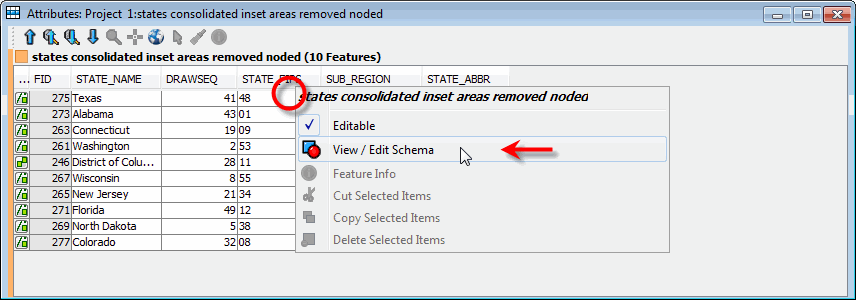 Attributes: Project 1:states consolidated inset areas removed noded
states consolidated inset areas removed noded (10 Features)
... FID STATE_NAME DRAWSEQ STATE_FIPS SUB_REGION STATE_ABBR
275 Texas 41 48
273 Alabama 43 01
263 Connecticut 19 09
261 Washington 2 53
246 District of Colu... 28 11
267 Wisconsin 8 55
265 New Jersey 21 34
271 Florida 49 12
269 North Dakota 5 38
277 Colorado 32 08
states consolidated inset areas removed noded
Editable
View / Edit Schema
Feature Info
Cut Selected Items
Copy Selected Items
Delete Selected Items